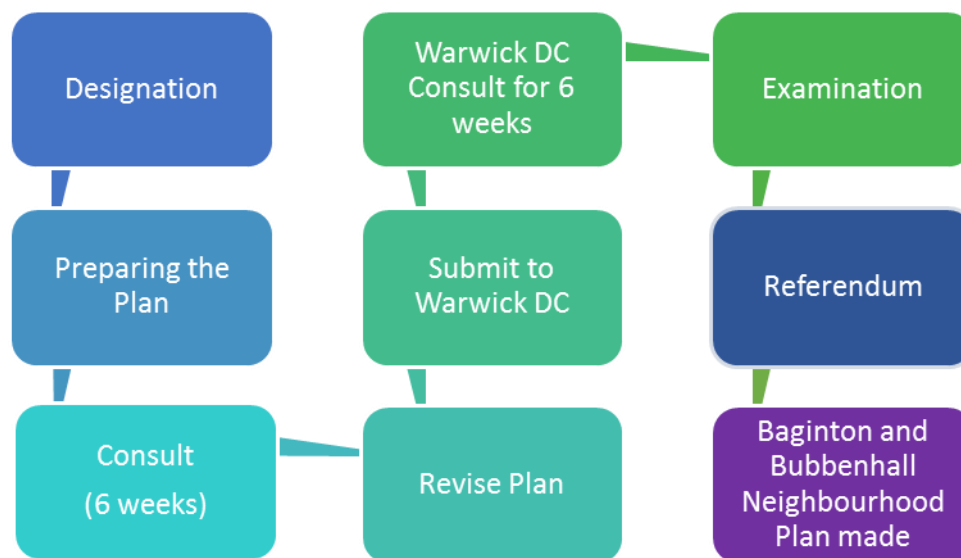 Designation
Preparing the
Plan
Consult
(6 weeks)
Revise Plan
Submit to
Warwick DC
Warwick DC
Consult for 6
weeks
Examination
Referendum
Baginton and
Bubbenhall
Neighbourhood
Plan made